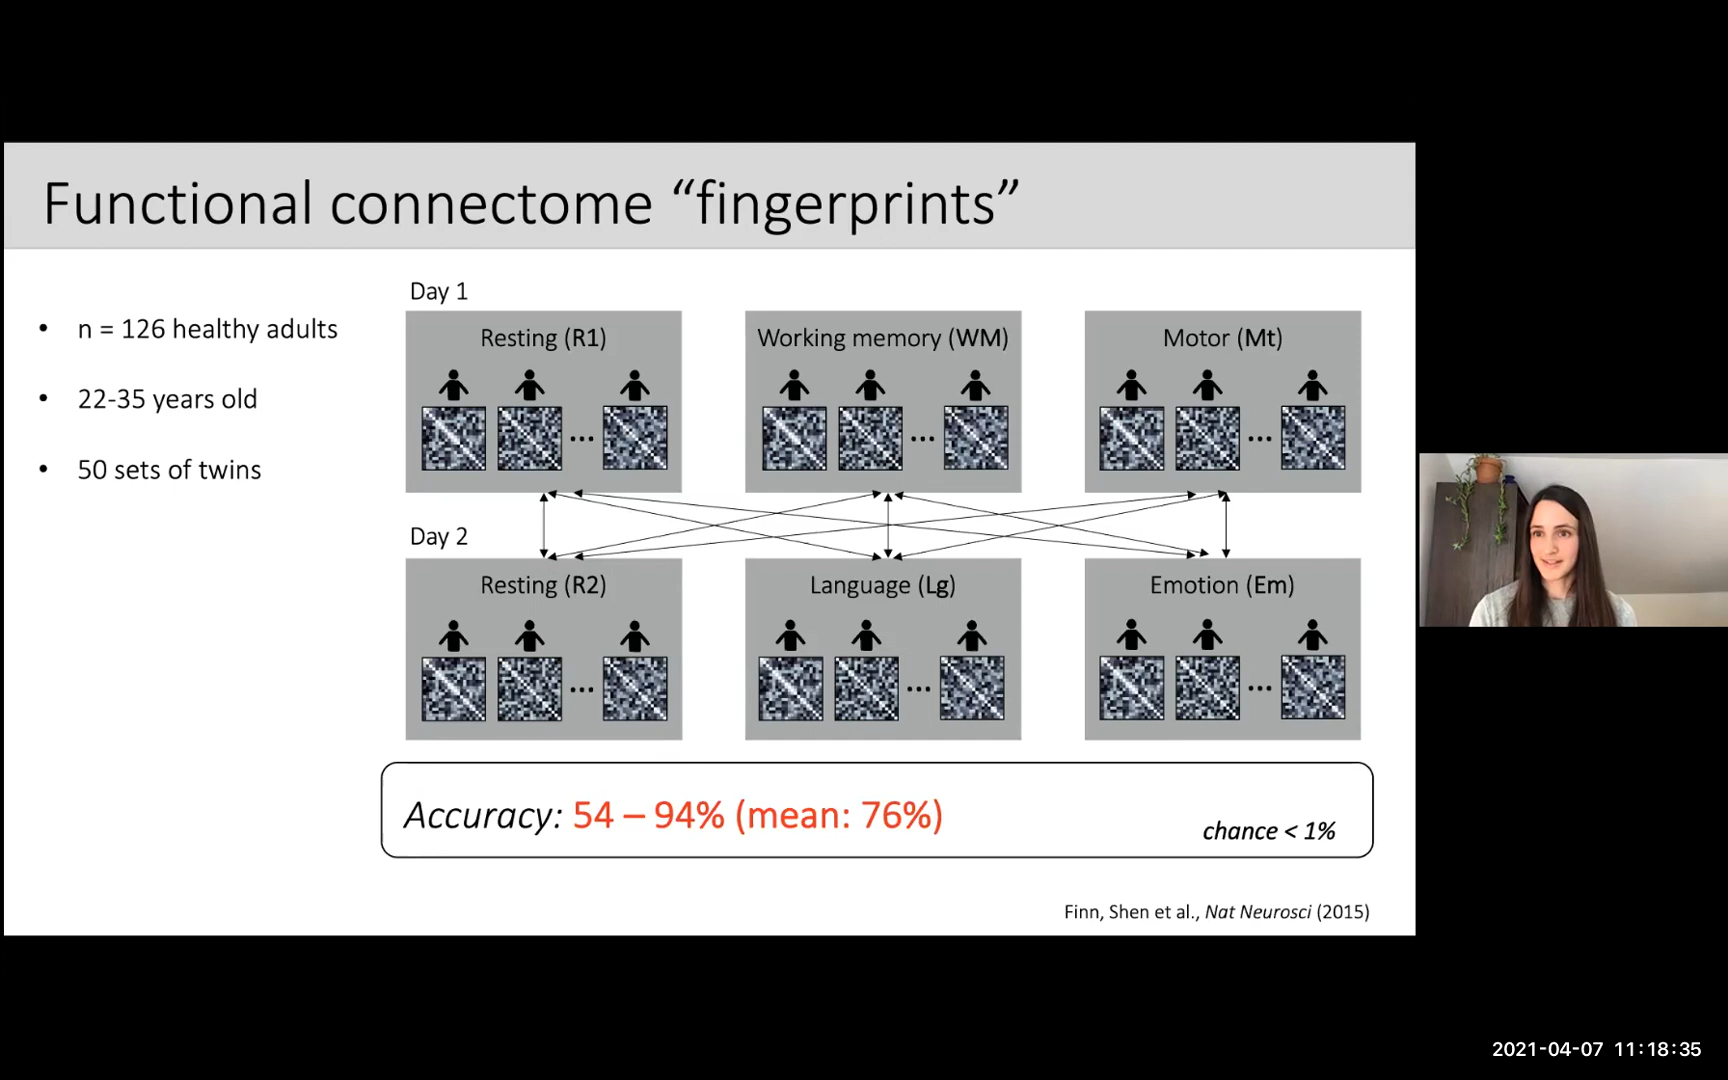 Functional connectome “fingerprints”
• n = 126 healthy adults
• 22-35 years old
• 50 sets of twins
Day 1
Resting (R1)
Working memory (WM)
Motor (Mt)
...
...
...
Day 2
Resting (R2)
Language (Lg)
Emotion (Em)
...
...
...
Accuracy: 54 – 94% (mean: 76%)
chance < 1%
Finn, Shen et al., Nat Neurosci (2015)
2021-04-07 11:18:35